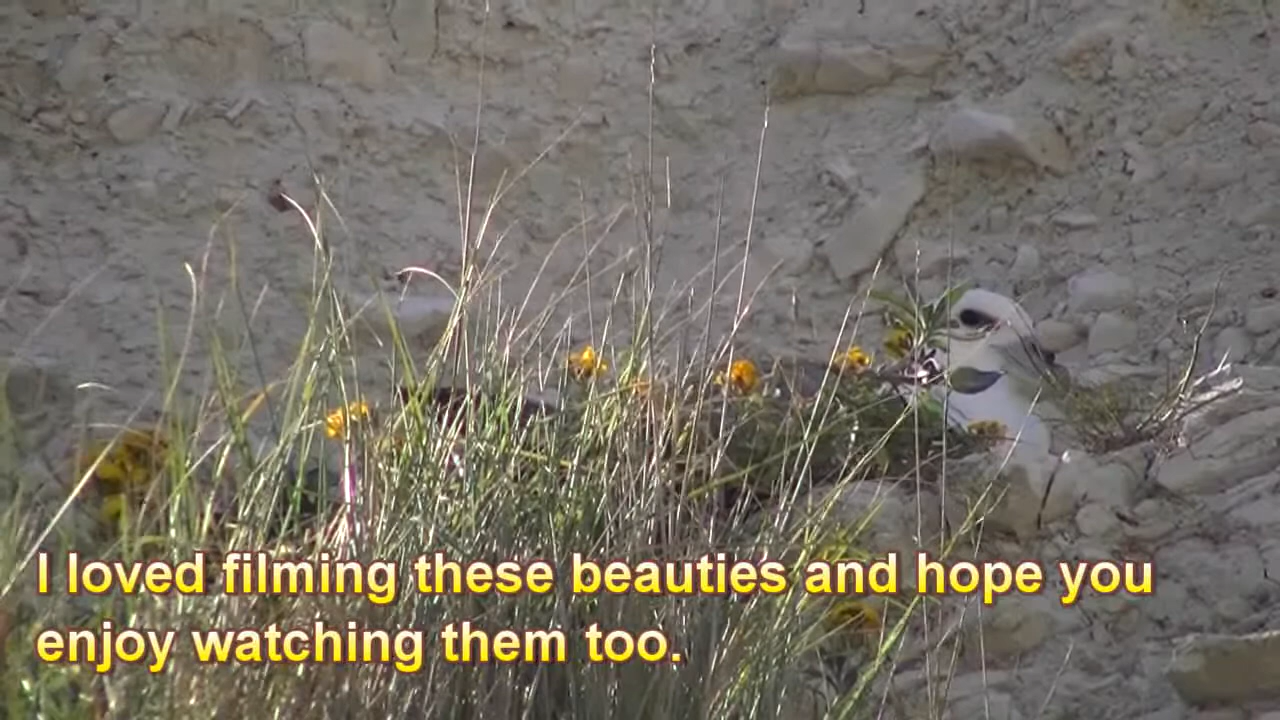 I loved filming these beauties and hope you
enjoy watching them too.